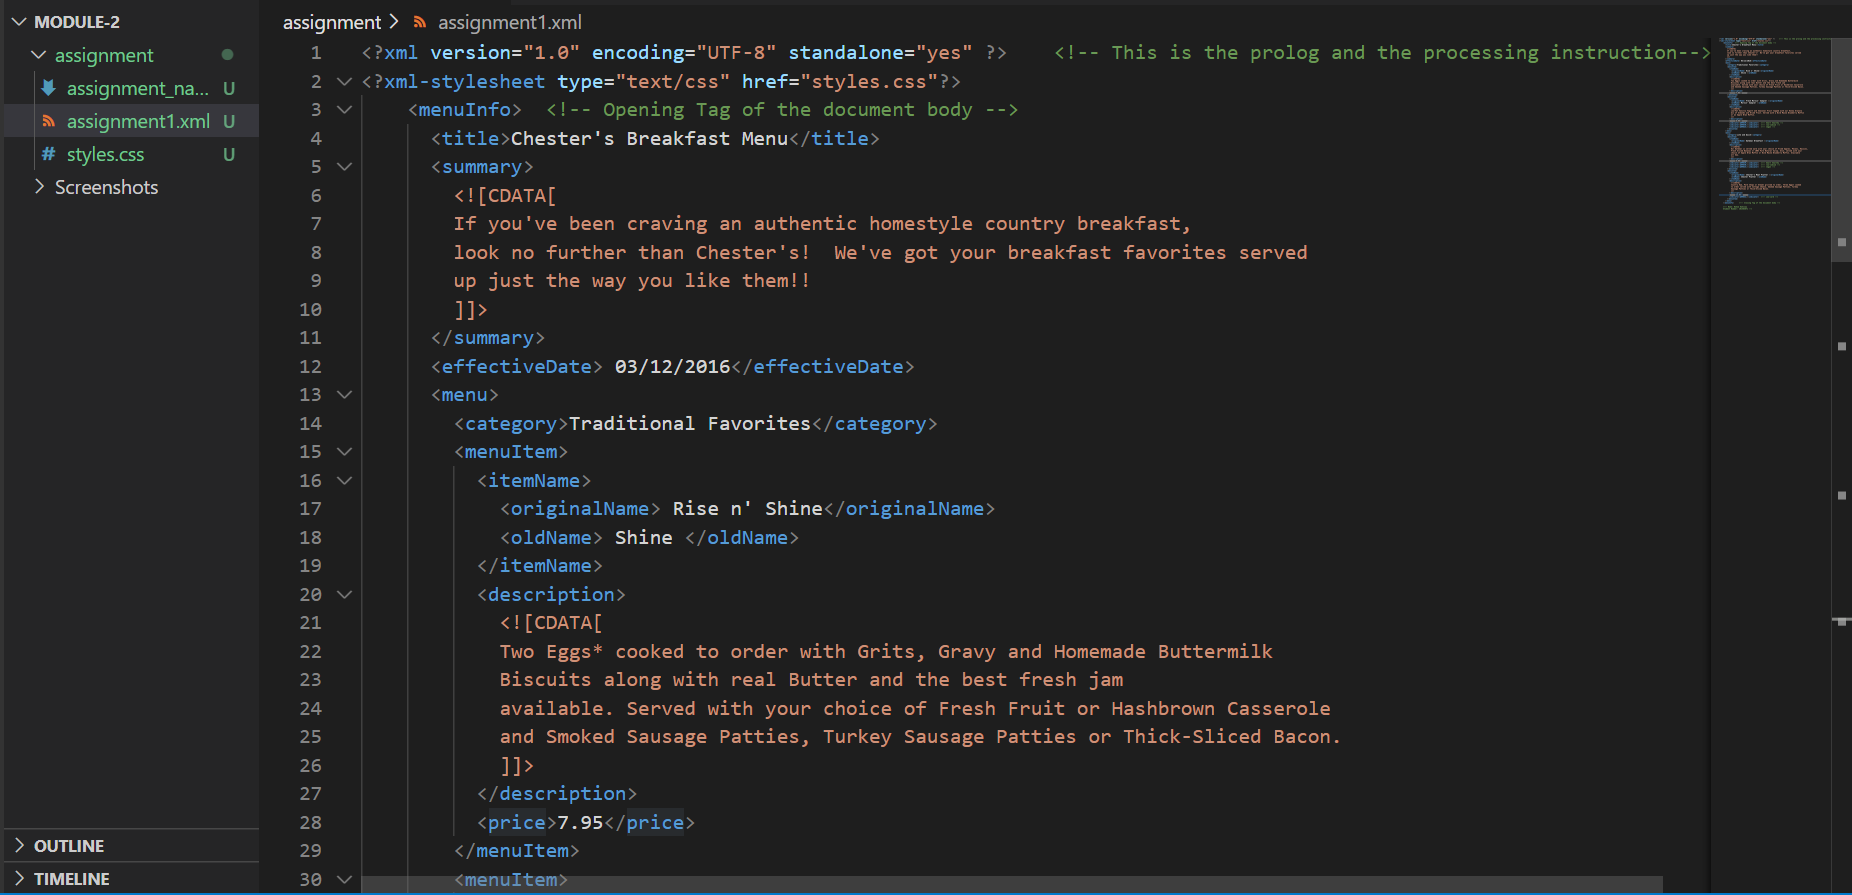 MODULE-2
assignment
assignment_na... U
assignment1.xml U
# styles.css U
Screenshots
OUTLINE
TIMELINE
assignment > assignment1.xml
1 <?xml version="1.0" encoding="UTF-8" standalone="yes" ?>    <!-- This is the prolog and the processing instruction-->
2 <?xml-stylesheet type="text/css" href="styles.css"?>
3     <menuInfo>  <!-- Opening Tag of the document body -->
4       <title>Chester's Breakfast Menu</title>
5       <summary>
6         <![CDATA[
7         If you've been craving an authentic homestyle country breakfast,
8         look no further than Chester's!  We've got your breakfast favorites served
9         up just the way you like them!!
10         ]]>
11       </summary>
12       <effectiveDate> 03/12/2016</effectiveDate>
13       <menu>
14         <category>Traditional Favorites</category>
15         <menuItem>
16           <itemName>
17             <originalName> Rise n' Shine</originalName>
18             <oldName> Shine </oldName>
19           </itemName>
20           <description>
21             <![CDATA[
22             Two Eggs* cooked to order with Grits, Gravy and Homemade Buttermilk
23             Biscuits along with real Butter and the best fresh jam
24             available. Served with your choice of Fresh Fruit or Hashbrown Casserole
25             and Smoked Sausage Patties, Turkey Sausage Patties or Thick-Sliced Bacon.
26             ]]>
27           </description>
28           <price>7.95</price>
29         </menuItem>
30         <menuItem>